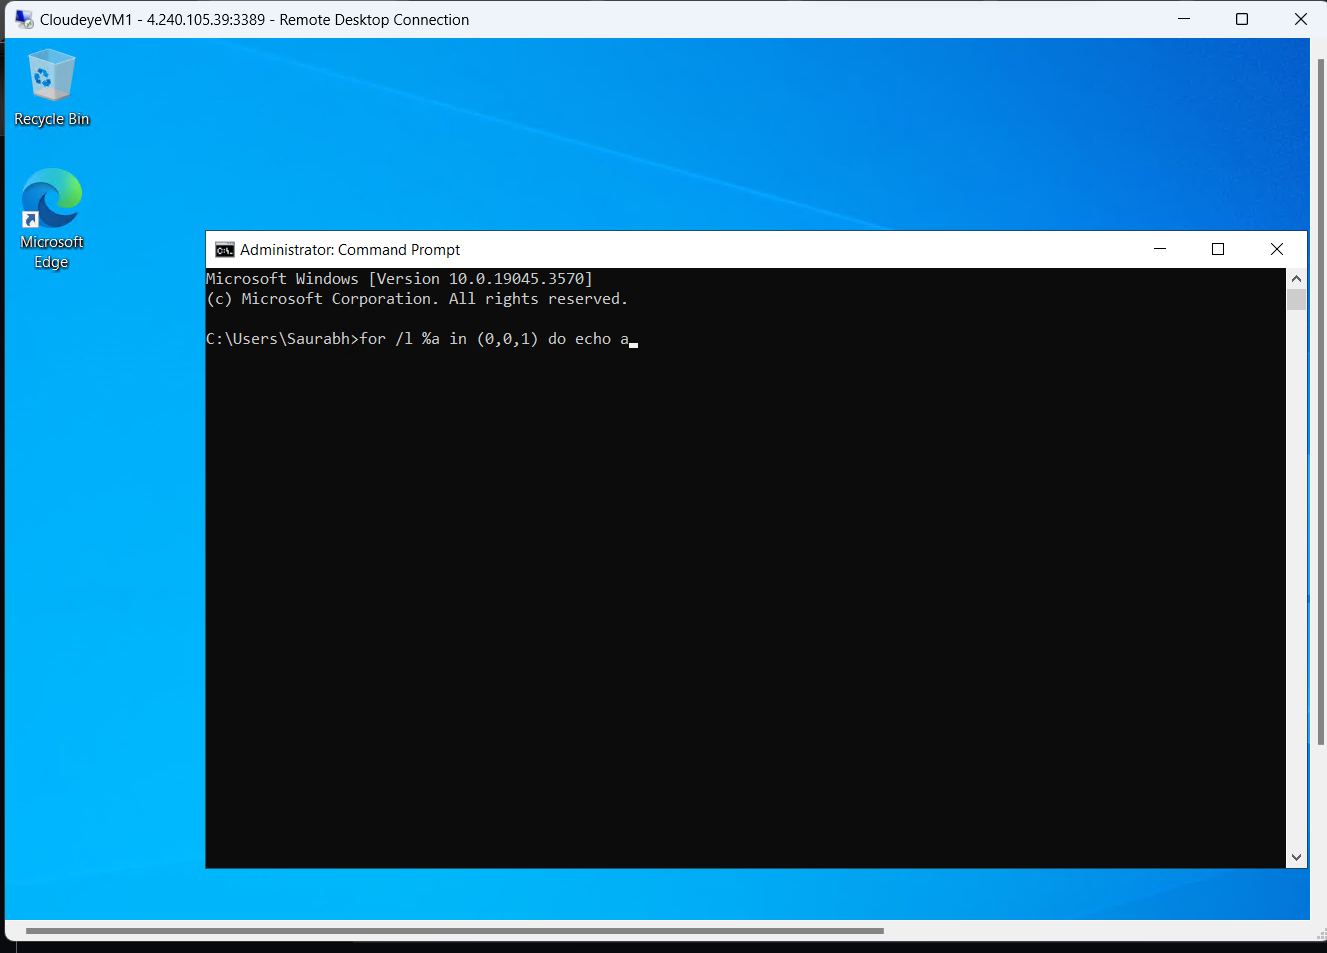 CloudeyeVM1 - 4.240.105.39:3389 - Remote Desktop Connection
Recycle Bin
Microsoft
Edge
Administrator: Command Prompt
Microsoft Windows [Version 10.0.19045.3570]
(c) Microsoft Corporation. All rights reserved.
C:\Users\Saurabh>for /l %a in (0,0,1) do echo a